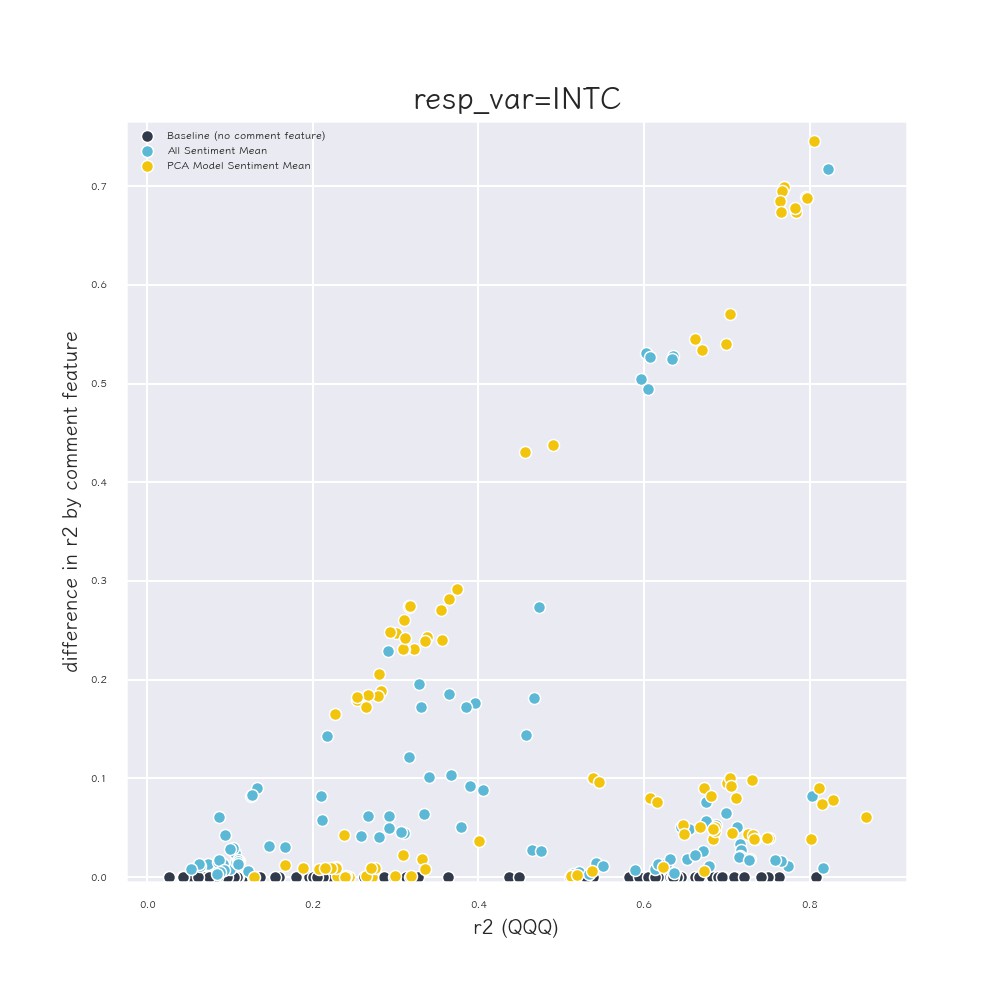 resp_var=INTC
Baseline (no comment feature)
All Sentiment Mean
PCA Model Sentiment Mean
difference in r2 by comment feature
0.7
0.6
0.5
0.4
0.3
0.2
0.1
0.0
0.0 0.2 0.4 0.6 0.8
r2 (QQQ)